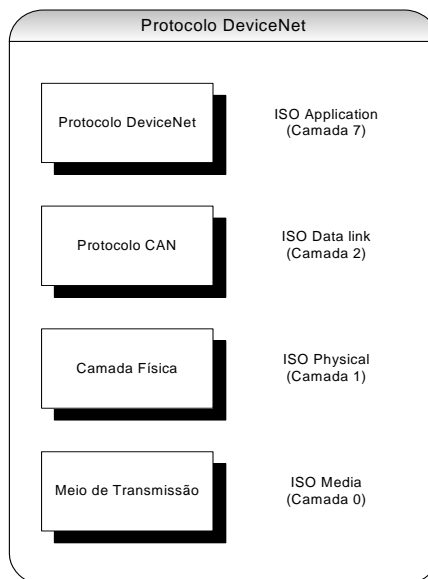 Protocolo DeviceNet
Protocolo DeviceNet
ISO Application
(Camada 7)
Protocolo CAN
ISO Data link
(Camada 2)
Camada Física
ISO Physical
(Camada 1)
Meio de Transmissão
ISO Media
(Camada 0)